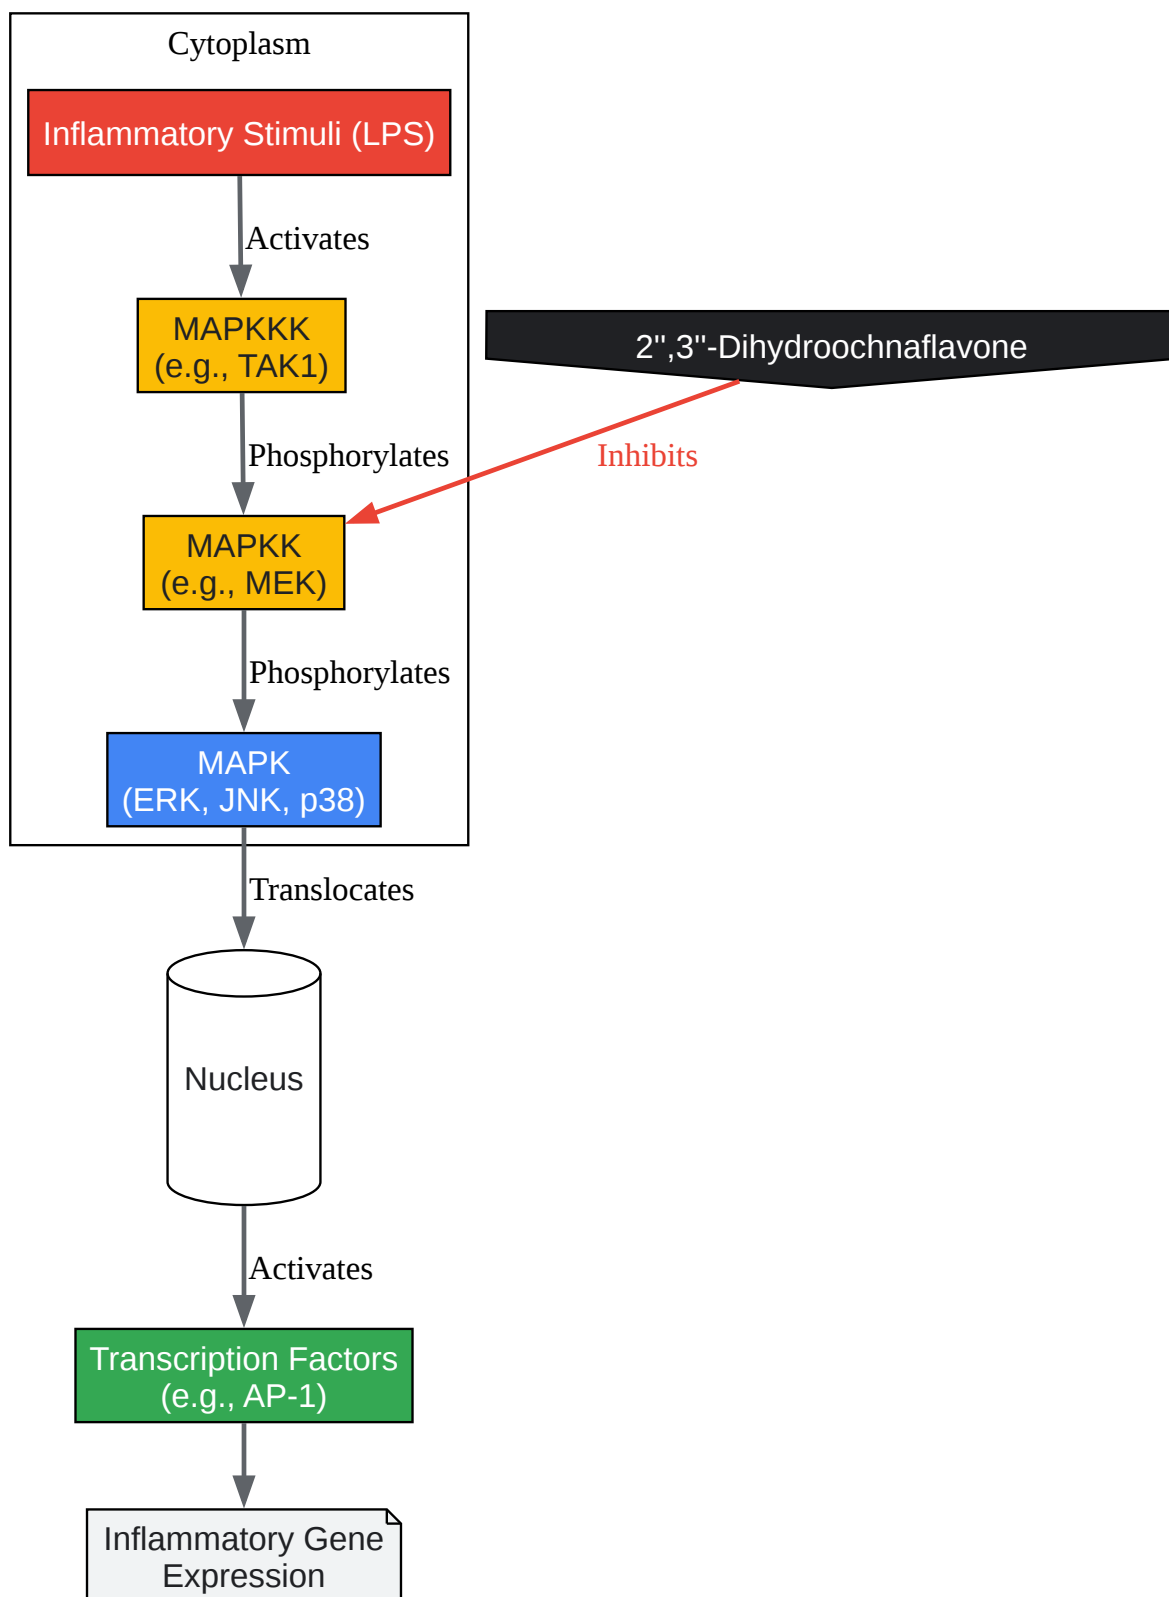 Cytoplasm
Inflammatory Stimuli (LPS)
Activates
MAPKKK
(e.g., TAK1)
2'',3''-Dihydroochnaflavone
Phosphorylates
Inhibits
MAPKK
(e.g., MEK)
Phosphorylates
MAPK
(ERK, JNK, p38)
Translocates
Nucleus
Activates
Transcription Factors
(e.g., AP-1)
Inflammatory Gene
Expression